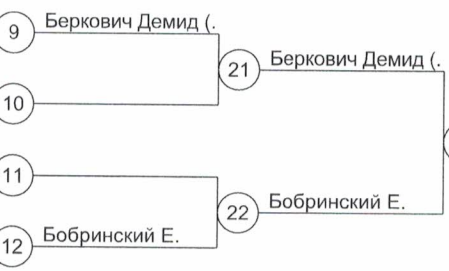 9 Беркович Демид (.
21 Беркович Демид (.
10
11
22 Бобринский Е.
12 Бобринский Е.